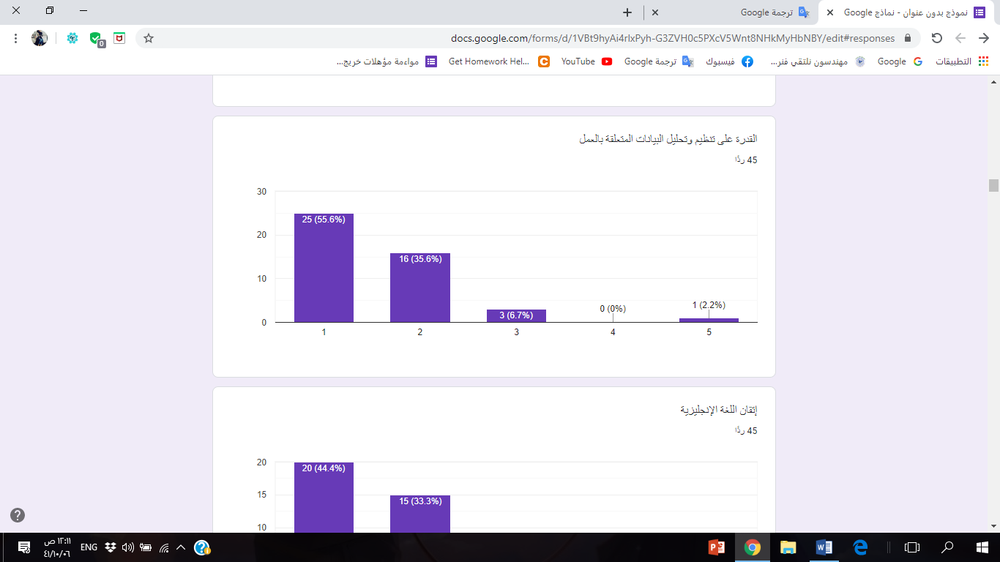 نموذج بدون عنوان - نماذج Google
ترجمة Google
docs.google.com/forms/d/1VBt9hyAi4rlxPyh-G3ZVH0c5PXcV5Wnt8NHkMyHbNBY/edit#responses
0
التطبيقات
Google
مهندسون نلتقي فنر...
فيسبوك
ترجمة Google
YouTube
Get Homework Hel...
مواءمة مؤهلات خريج...
القدرة على تنظيم وتحليل البيانات المتعلقة بالعمل
45 ردًا
30
20
10
0
25 (55.6%)
16 (35.6%)
3 (6.7%)
0 (0%)
1 (2.2%)
1 2 3 4 5
إتقان اللغة الإنجليزية
45 ردًا
20
15
10
20 (44.4%)
15 (33.3%)
ENG
١٢:١١ ص
٤١/١٠/٠٦